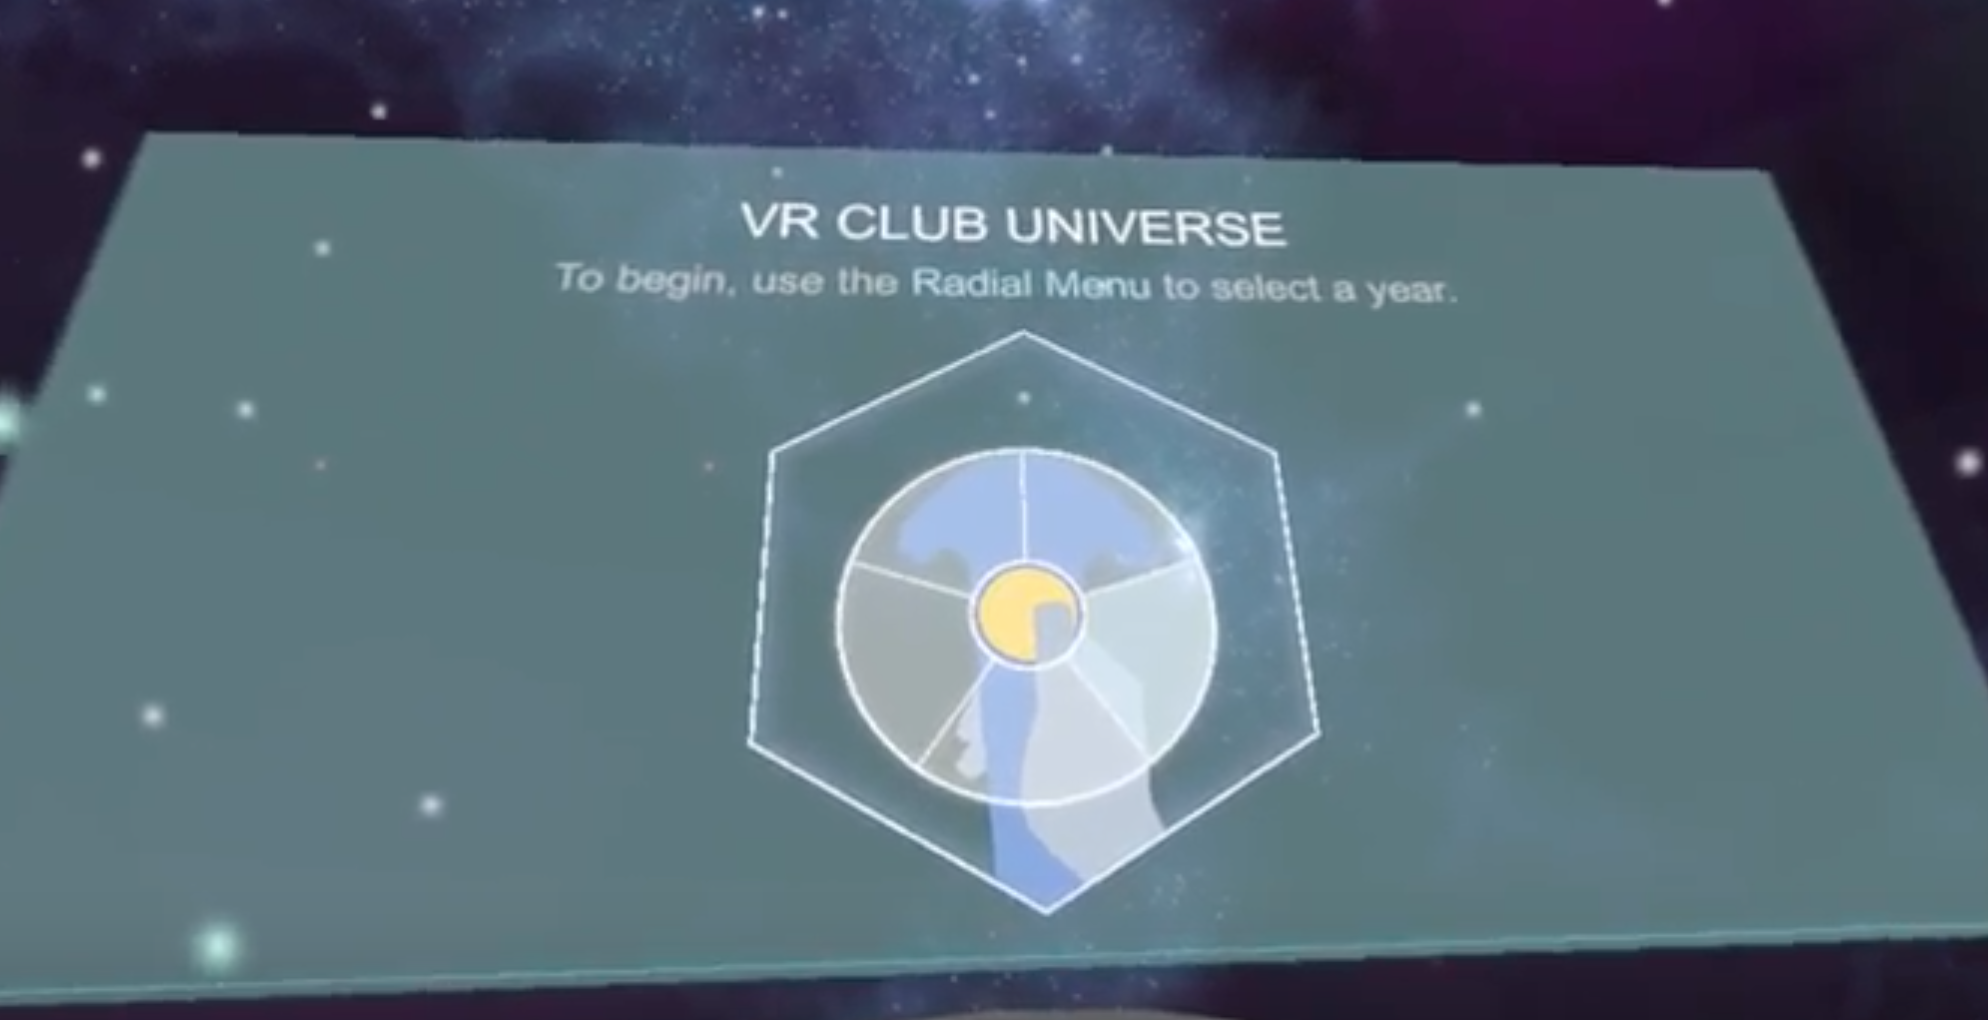 VR CLUB UNIVERSE
To begin, use the Radial Menu to select a year.